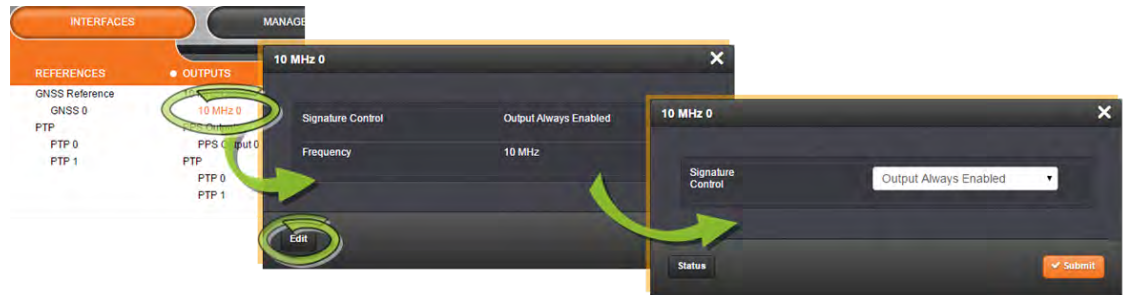 INTERFACES
MANAGE
REFERENCES
OUTPUTS
GNSS Reference
GNSS 0
10 MHz 0
PTP
PTP 0
PPS Output 0
PTP 1
PTP
PTP 0
PTP 1
10 MHz 0
Signature Control
Output Always Enabled
Frequency
10 MHz
Edit
10 MHz 0
Signature
Control
Output Always Enabled
Status
Submit